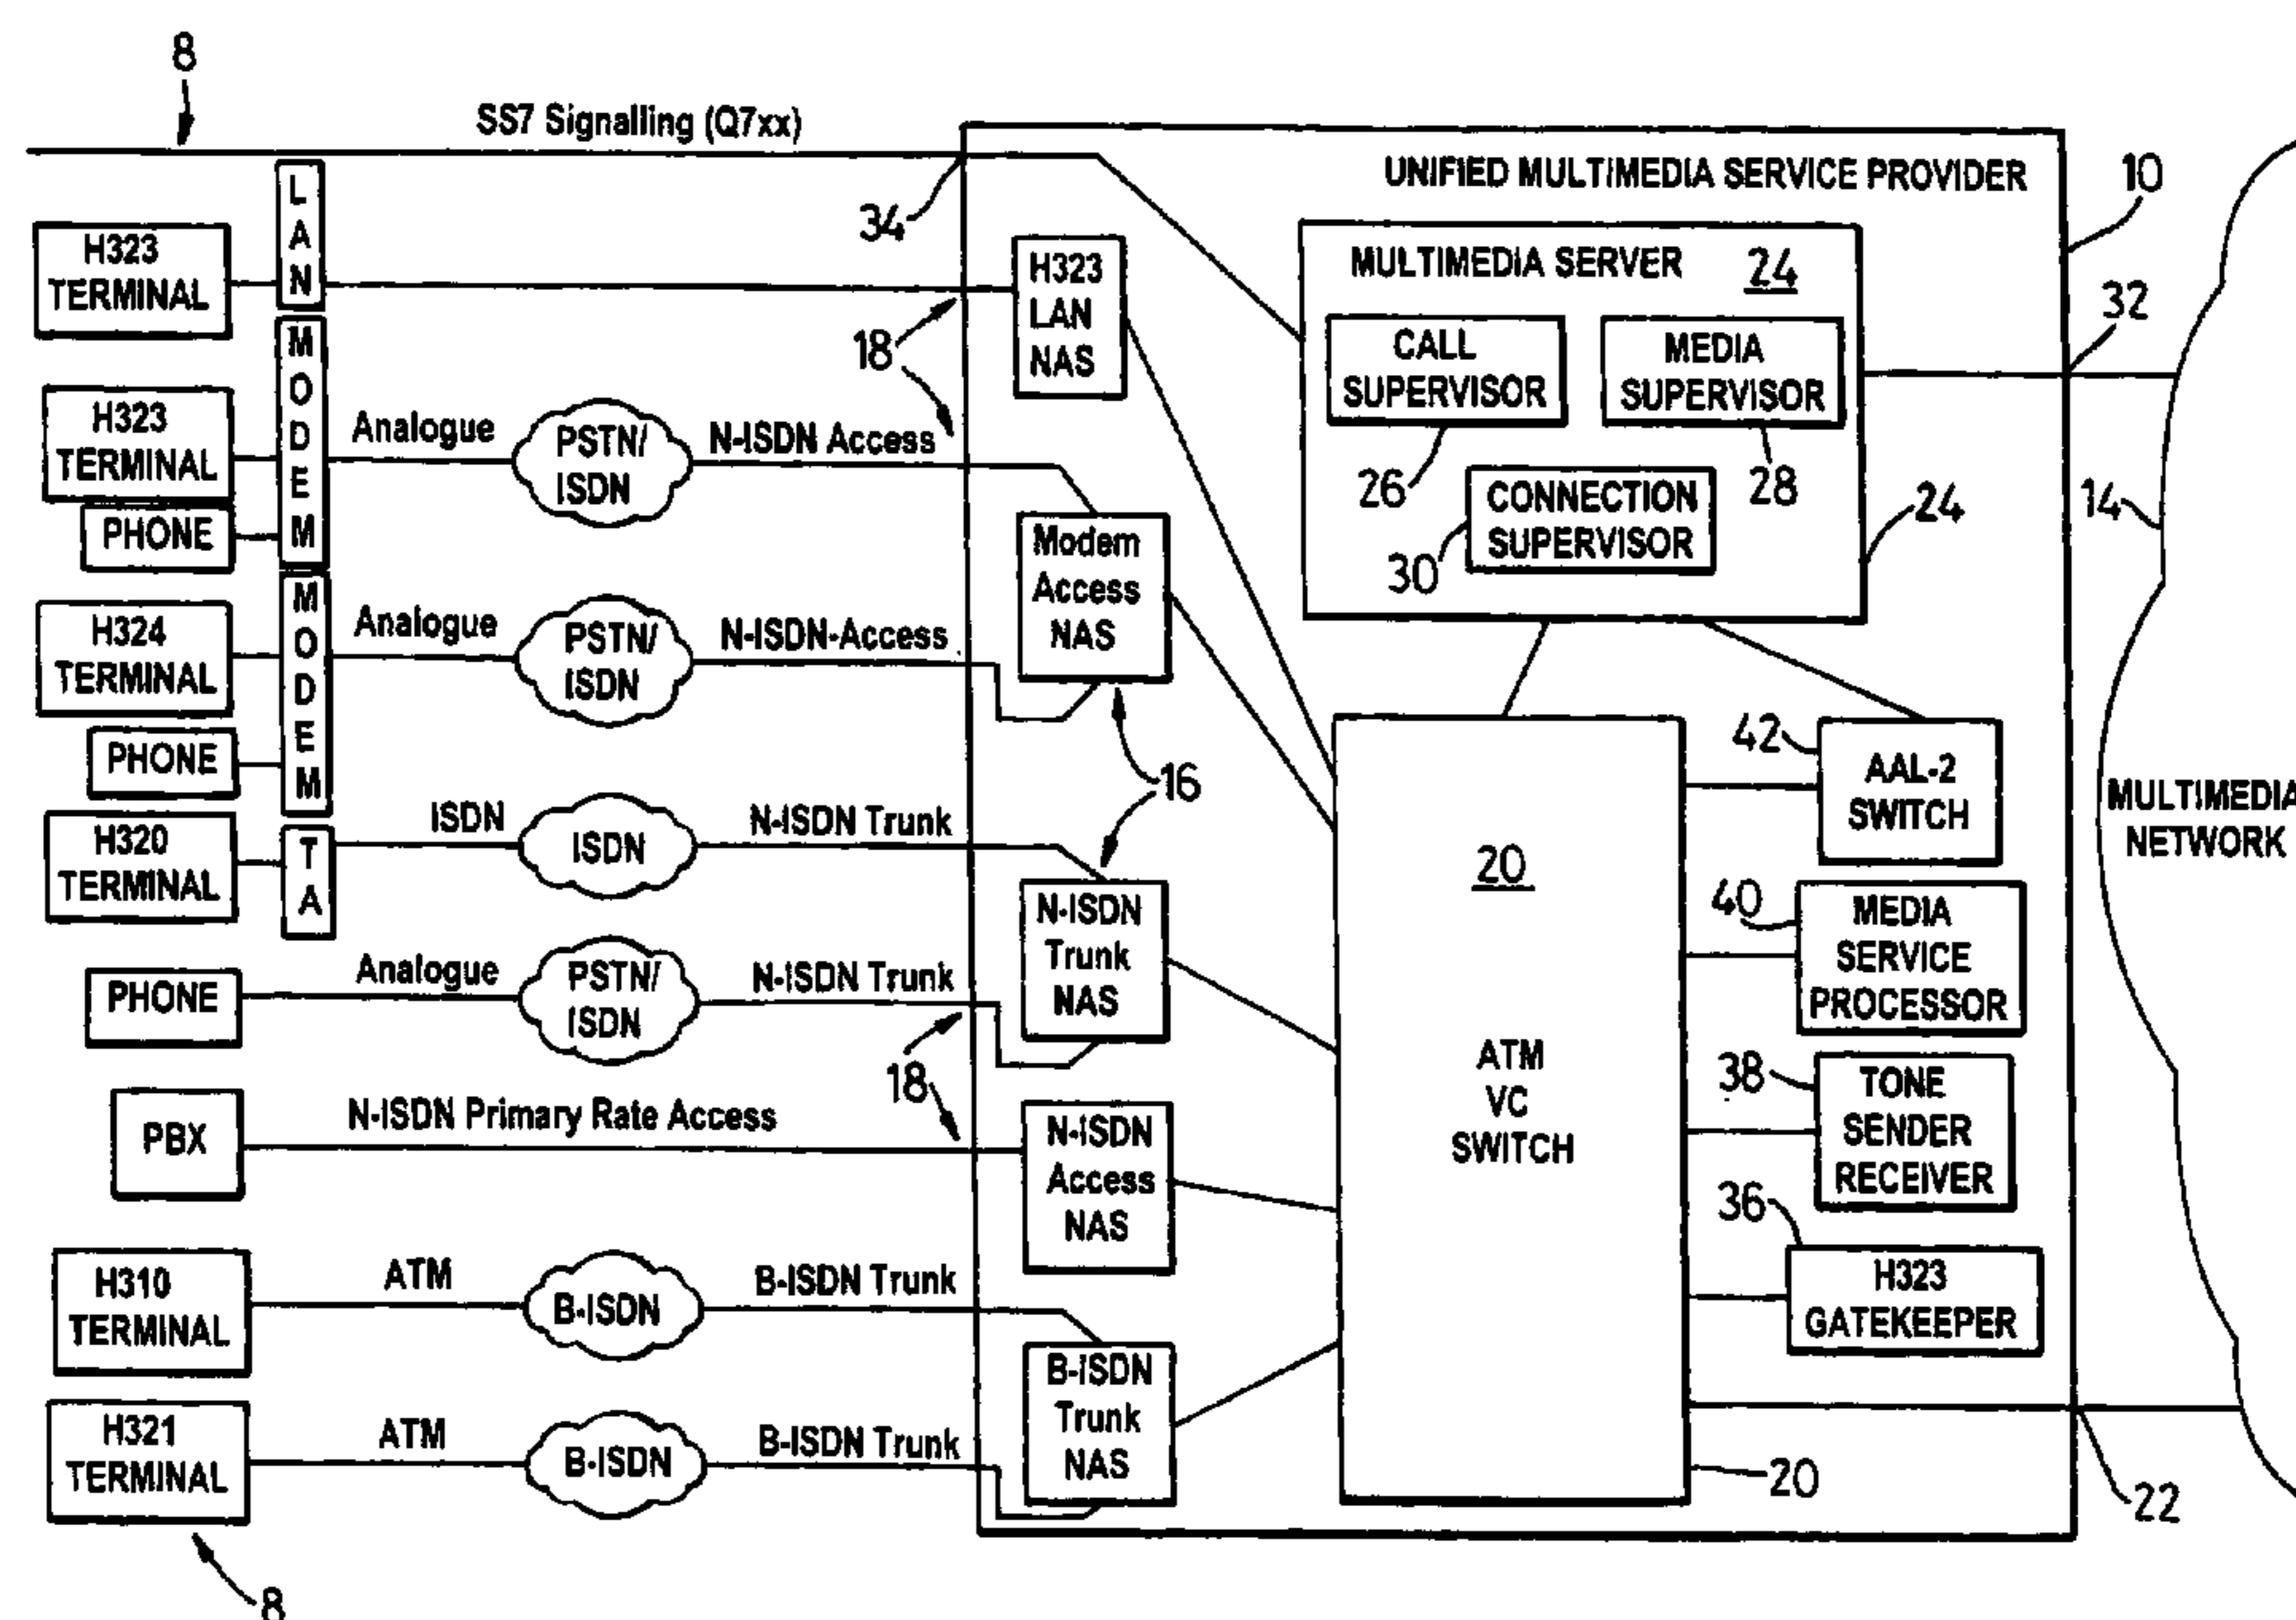 8
SS7 Signalling (Q7xx)
UNIFIED MULTIMEDIA SERVICE PROVIDER
10
34
LAN
H323
TERMINAL
H323
LAN
NAS
18
MULTIMEDIA SERVER
24
CALL
SUPERVISOR
MEDIA
SUPERVISOR
26
28
CONNECTION
SUPERVISOR
30
24
32
14
MODEM
H323
TERMINAL
PHONE
Analogue
PSTN/
ISDN
N-ISDN Access
Modem
Access
NAS
MODEM
H324
TERMINAL
PHONE
Analogue
PSTN/
ISDN
N-ISDN-Access
16
42
AAL-2
SWITCH
MULTIMEDIA
NETWORK
H320
TERMINAL
TA
ISDN
ISDN
N-ISDN Trunk
N-ISDN
Trunk
NAS
20
ATM
VC
SWITCH
40
MEDIA
SERVICE
PROCESSOR
PHONE
Analogue
PSTN/
ISDN
N-ISDN Trunk
18
38
TONE
SENDER
RECEIVER
PBX
N-ISDN Primary Rate Access
N-ISDN
Access
NAS
36
H323
GATEKEEPER
H310
TERMINAL
ATM
B-ISDN
B-ISDN Trunk
B-ISDN
Trunk
NAS
H321
TERMINAL
ATM
B-ISDN
B-ISDN Trunk
20
22
8